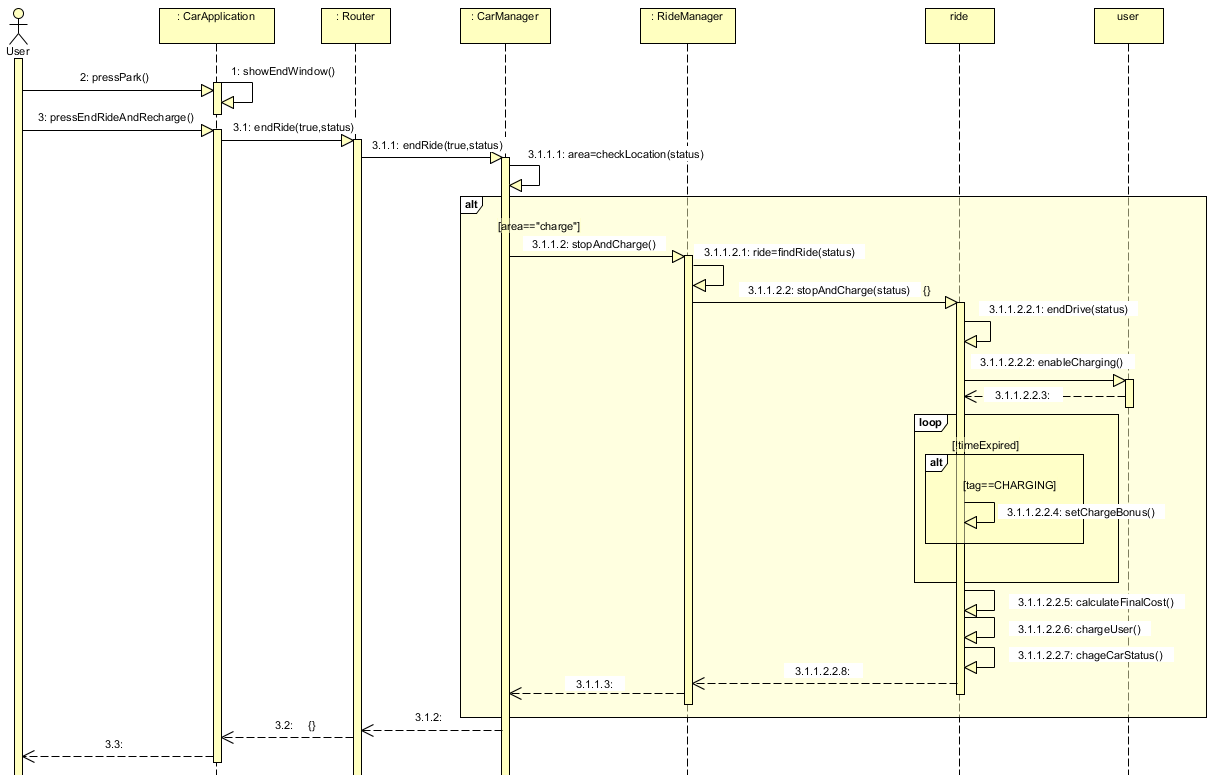 : CarApplication
: Router
: CarManager
: RideManager
ride
user
User
1: showEndWindow()
2: pressPark()
3: pressEndRideAndRecharge()
3.1: endRide(true,status)
3.1.1: endRide(true,status)
3.1.1.1: area=checkLocation(status)
alt
[area=="charge"]
3.1.1.2: stopAndCharge()
3.1.1.2.1: ride=findRide(status)
3.1.1.2.2: stopAndCharge(status) {}
3.1.1.2.2.1: endDrive(status)
3.1.1.2.2.2: enableCharging()
3.1.1.2.2.3:
loop
[!timeExpired]
alt
[tag==CHARGING]
3.1.1.2.2.4: setChargeBonus()
3.1.1.2.2.5: calculateFinalCost()
3.1.1.2.2.6: chargeUser()
3.1.1.2.2.7: chageCarStatus()
3.1.1.2.2.8:
3.1.1.3:
3.1.2:
3.2: {}
3.3: